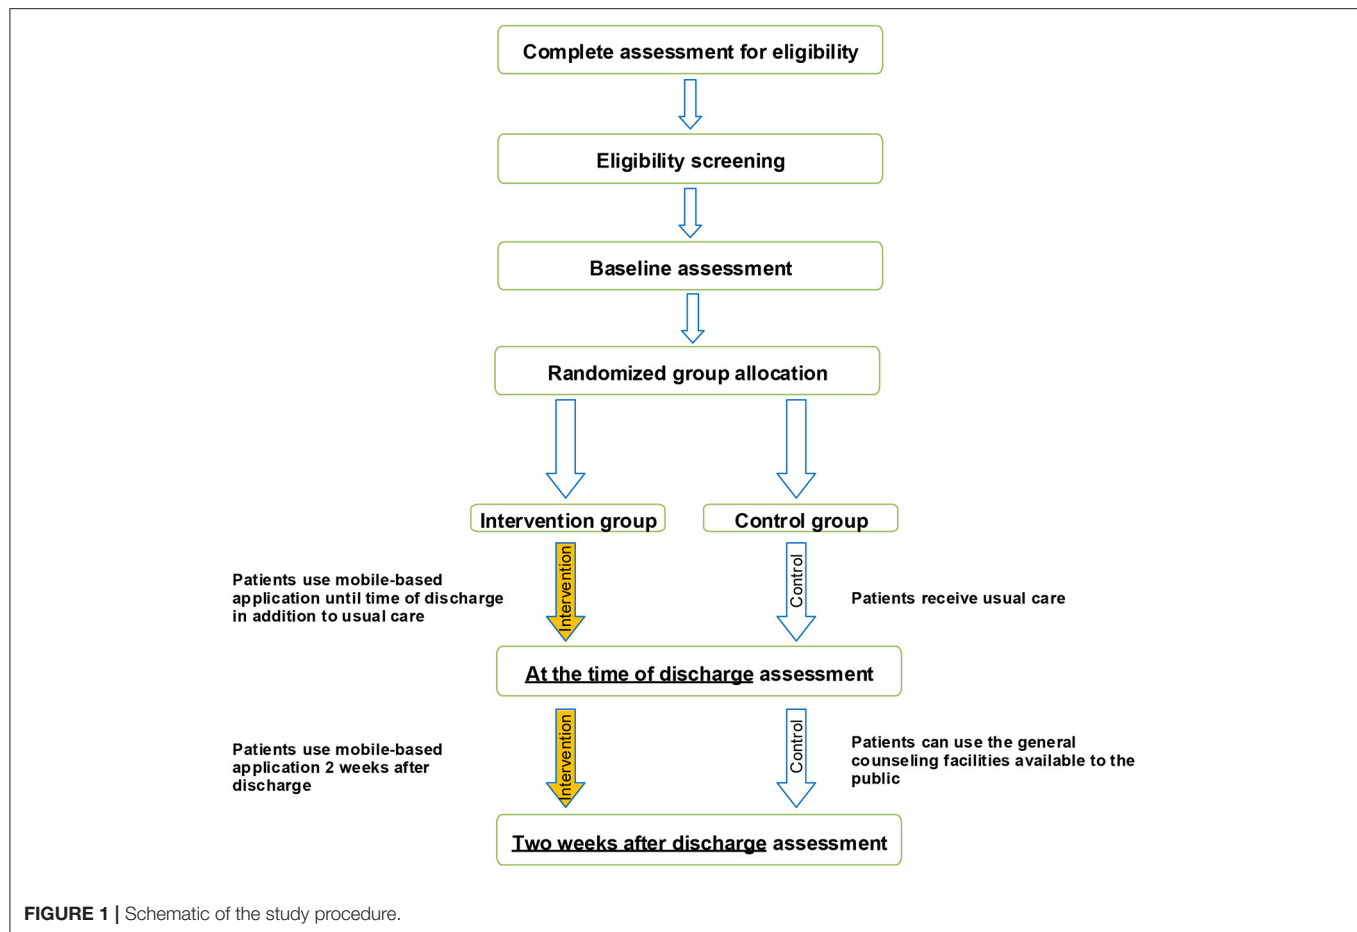 Complete assessment for eligibility
Eligibility screening
Baseline assessment
Randomized group allocation
Intervention group
Control group
Patients use mobile-based
application until time of discharge
in addition to usual care
Intervention
Control
Patients receive usual care
At the time of discharge assessment
Patients use mobile-based
application 2 weeks after
discharge
Intervention
Control
Patients can use the general
counseling facilities available to the
public
Two weeks after discharge assessment
FIGURE 1 | Schematic of the study procedure.